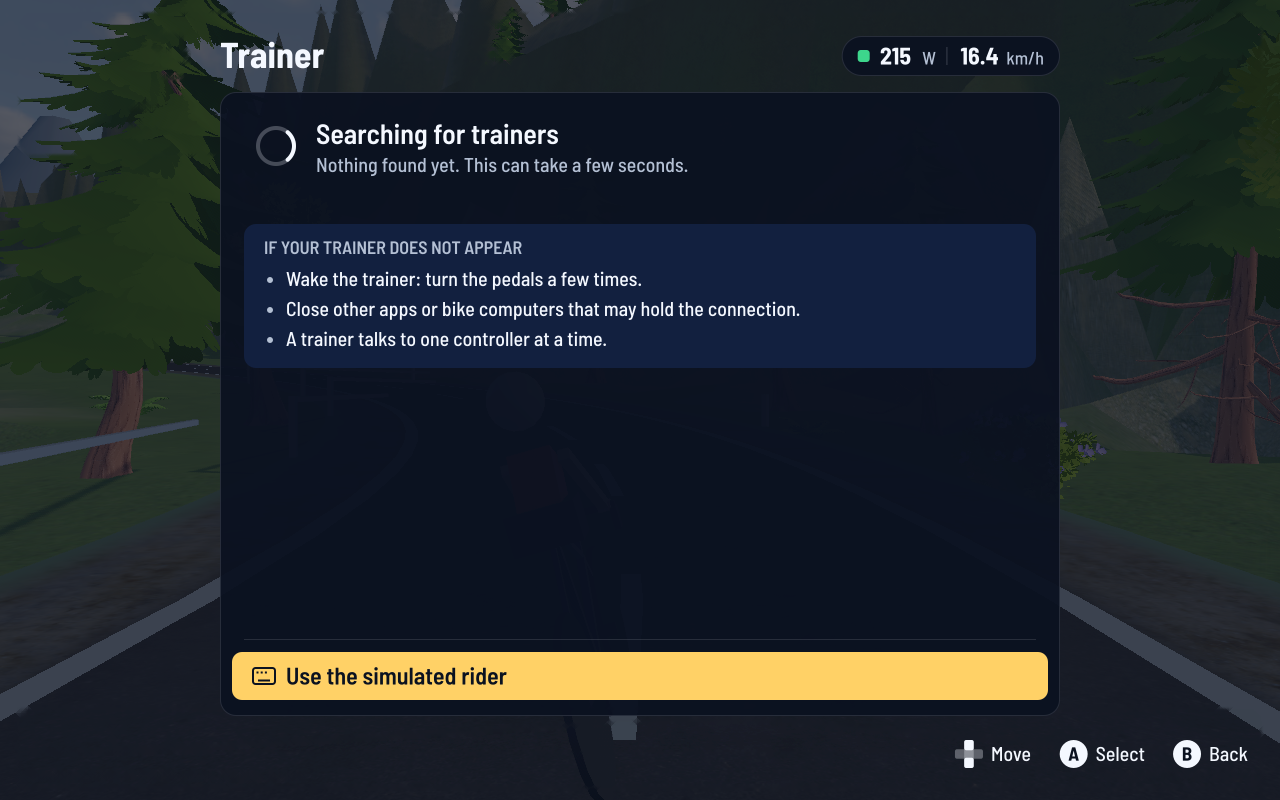 Trainer
215 W 16.4 km/h
Searching for trainers
Nothing found yet. This can take a few seconds.
IF YOUR TRAINER DOES NOT APPEAR
• Wake the trainer: turn the pedals a few times.
• Close other apps or bike computers that may hold the connection.
• A trainer talks to one controller at a time.
Use the simulated rider
Move A Select B Back